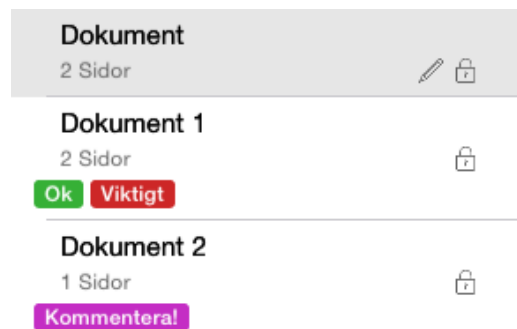 Dokument
2 Sidor
Dokument 1
2 Sidor
Ok Viktigt
Dokument 2
1 Sidor
Kommentera!